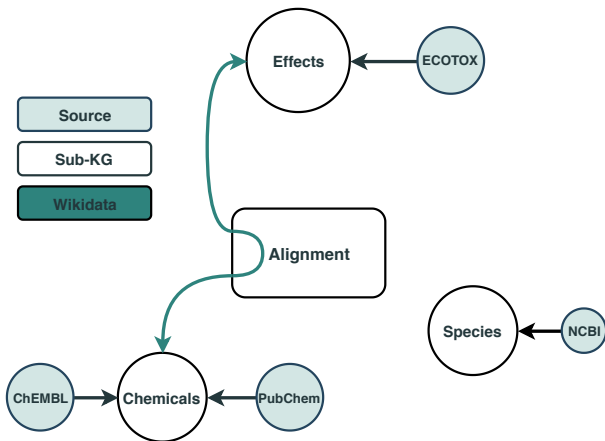 Effects
ECOTOX
Source
Sub-KG
Wikidata
Alignment
Species
NCBI
ChEMBL
Chemicals
PubChem